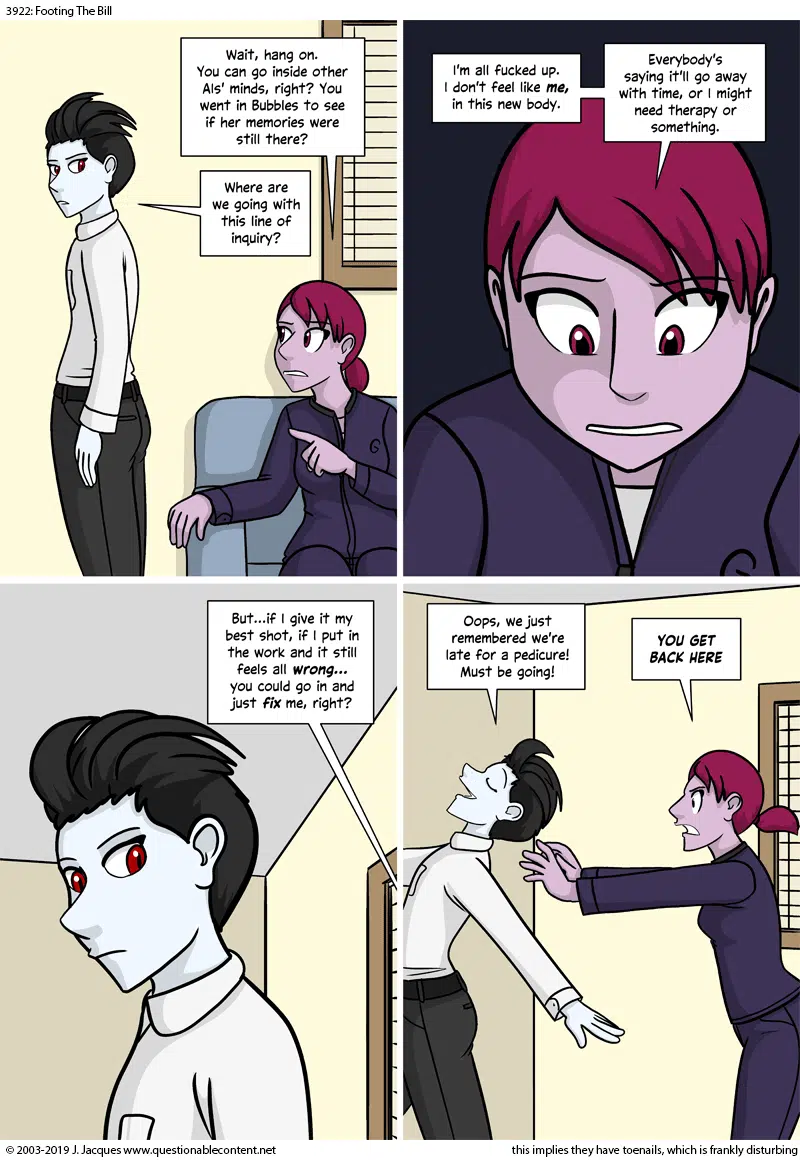 3922: Footing The Bill
Wait, hang on.
You can go inside other
AIs' minds, right? You
went in Bubbles to see
if her memories were
still there?
Where are
we going with
this line of
inquiry?
I'm all fucked up.
I don't feel like me,
in this new body.
Everybody's
saying it'll go away
with time, or I might
need therapy or
something.
G
G
But...if I give it my
best shot, if I put in
the work and it still
feels all wrong...
you could go in and
just fix me, right?
Oops, we just
remembered we're
late for a pedicure!
Must be going!
YOU GET
BACK HERE
© 2003-2019 J. Jacques www.questionablecontent.net
this implies they have toenails, which is frankly disturbing